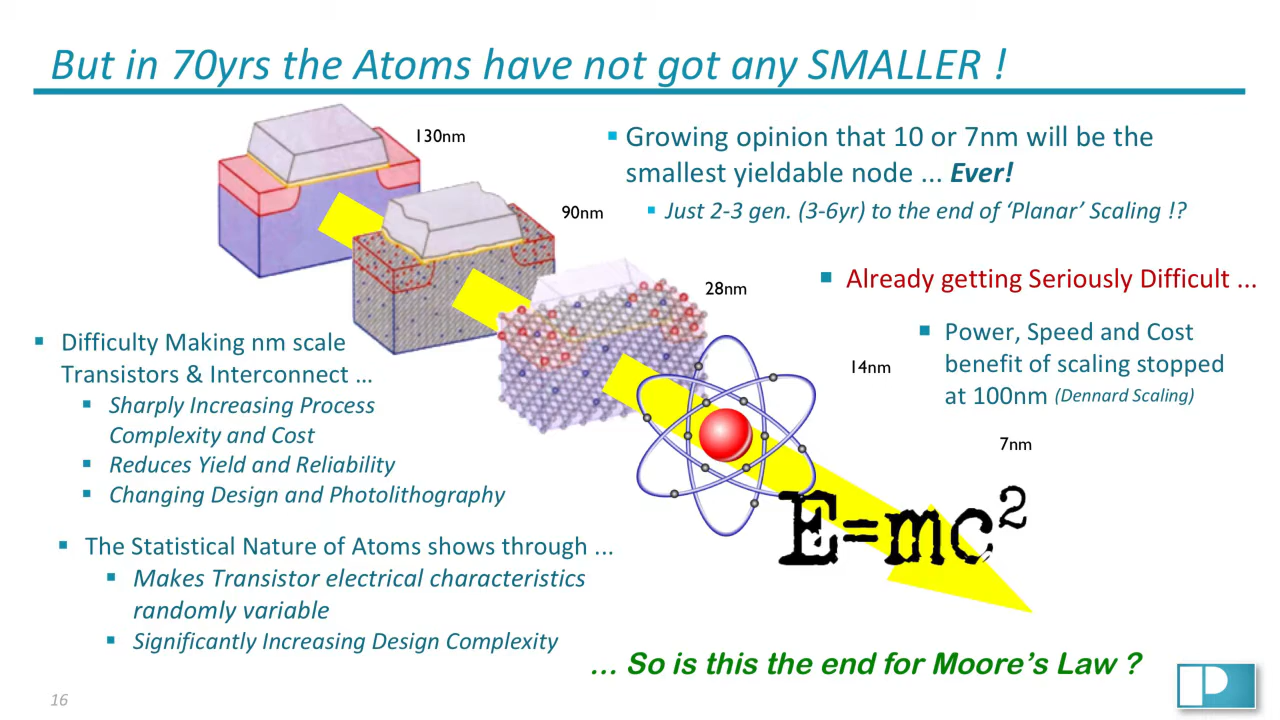 But in 70yrs the Atoms have not got any SMALLER !
130nm
90nm
28nm
14nm
7nm
▪ Growing opinion that 10 or 7nm will be the
smallest yieldable node ... Ever!
▪ Just 2-3 gen. (3-6yr) to the end of ‘Planar’ Scaling !?
▪ Already getting Seriously Difficult ...
▪ Power, Speed and Cost
benefit of scaling stopped
at 100nm (Dennard Scaling)
▪ Difficulty Making nm scale
Transistors & Interconnect …
▪ Sharply Increasing Process
Complexity and Cost
▪ Reduces Yield and Reliability
▪ Changing Design and Photolithography
▪ The Statistical Nature of Atoms shows through ...
▪ Makes Transistor electrical characteristics
randomly variable
▪ Significantly Increasing Design Complexity
E=mc²
... So is this the end for Moore’s Law ?
16
P